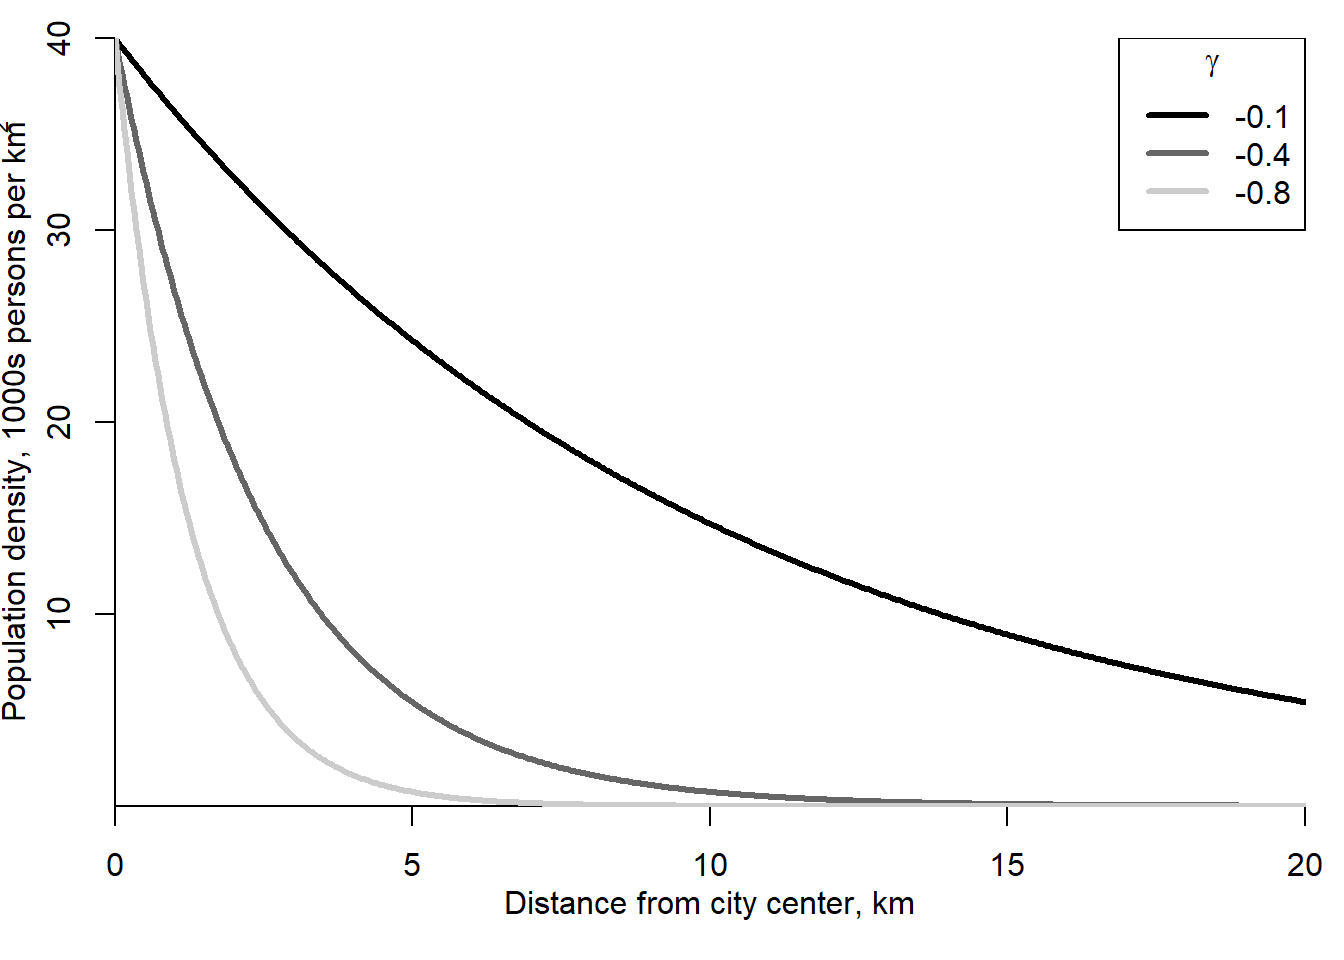 Population density, 1000s persons per km²
40
30
20
10
γ
-0.1
-0.4
-0.8
0 5 10 15 20
Distance from city center, km